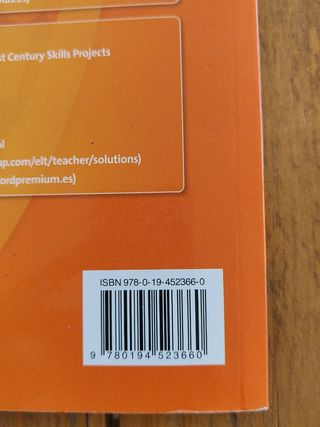 st Century Skills Projects
up.com/elt/teacher/solutions)
ordpremium.es)
ISBN 978-0-19-452366-0
9 780194 523660